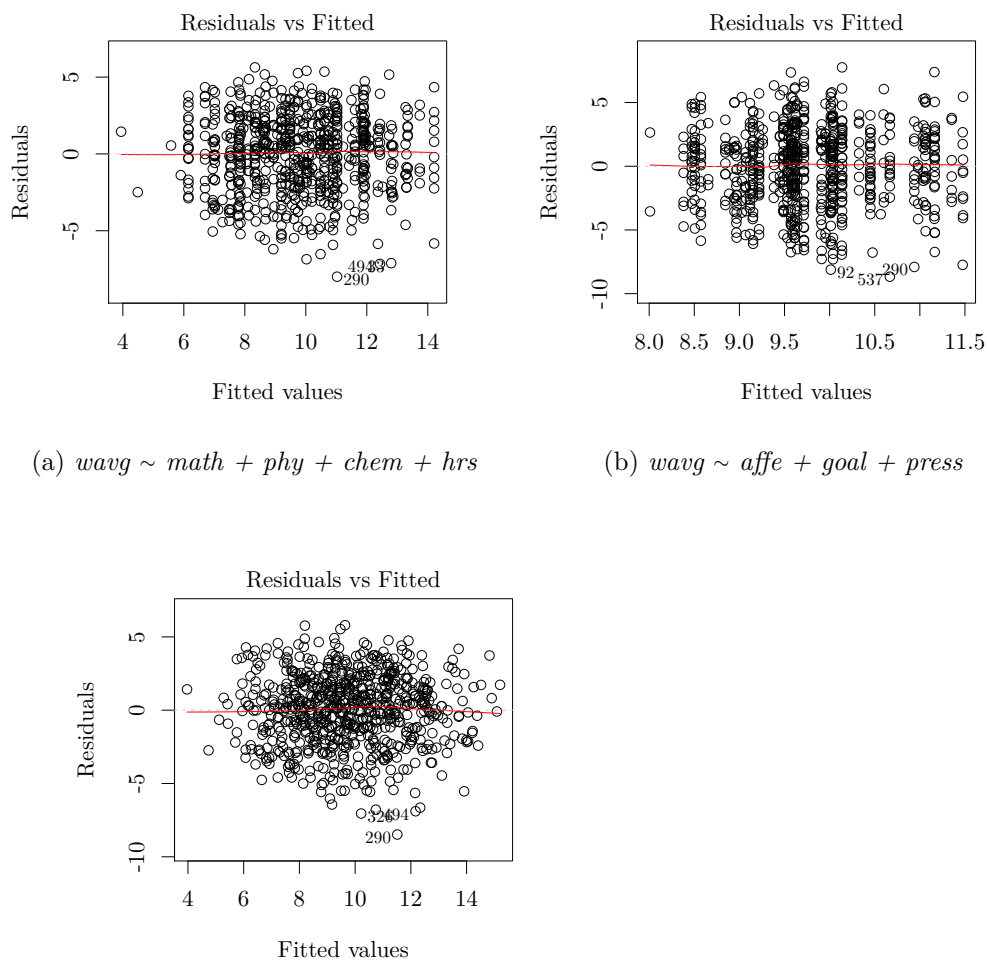 Residuals vs Fitted
Residuals
5
0
-5
494
33
290
4 6 8 10 12 14
Fitted values
(a) wavg ~ math + phy + chem + hrs
Residuals vs Fitted
Residuals
5
0
-5
-10
92
537
290
8.0 8.5 9.0 9.5 10.5 11.5
Fitted values
(b) wavg ~ affe + goal + press
Residuals vs Fitted
Residuals
5
0
-5
-10
326
494
290
4 6 8 10 12 14
Fitted values